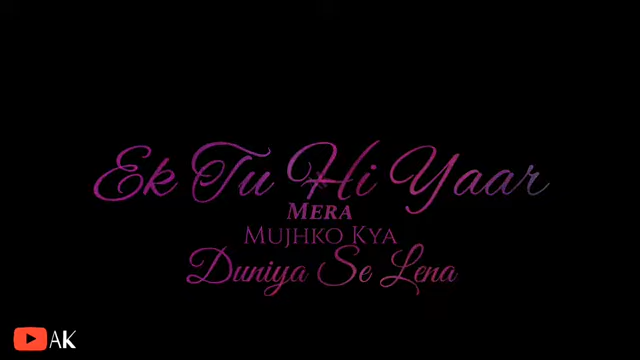 Ek Tu Hi Yaar
MERA
MUJHKO KYA
Duniya Se Lena
AK